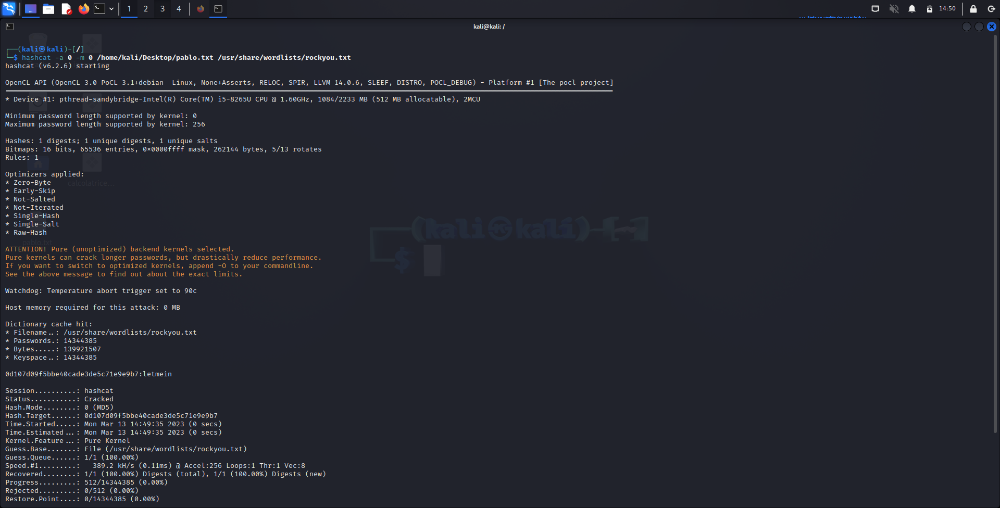 1 2 3 4 14:50
kali@kali: /
(kali㉿kali)-[/]
$ hashcat -a 0 -m 0 /home/kali/Desktop/pablo.txt /usr/share/wordlists/rockyou.txt
hashcat (v6.2.6) starting
OpenCL API (OpenCL 3.0 PoCL 3.1+debian  Linux, None+Asserts, RELOC, SPIR, LLVM 14.0.6, SLEEF, DISTRO, POCL_DEBUG) - Platform #1 [The pocl project]
* Device #1: pthread-sandybridge-Intel(R) Core(TM) i5-8265U CPU @ 1.60GHz, 1084/2233 MB (512 MB allocatable), 2MCU
Minimum password length supported by kernel: 0
Maximum password length supported by kernel: 256
Hashes: 1 digests; 1 unique digests, 1 unique salts
Bitmaps: 16 bits, 65536 entries, 0x0000ffff mask, 262144 bytes, 5/13 rotates
Rules: 1
Optimizers applied:
* Zero-Byte
calcolatrice...
* Early-Skip
* Not-Salted
* Not-Iterated
* Single-Hash
* Single-Salt
* Raw-Hash
(kali㉿kali)-[~]
$
pablo.txt
ATTENTION! Pure (unoptimized) backend kernels selected.
Pure kernels can crack longer passwords, but drastically reduce performance.
If you want to switch to optimized kernels, append -O to your commandline.
See the above message to find out about the exact limits.
Watchdog: Temperature abort trigger set to 90c
Host memory required for this attack: 0 MB
Dictionary cache hit:
* Filename..: /usr/share/wordlists/rockyou.txt
* Passwords.: 14344385
* Bytes.....: 139921507
* Keyspace..: 14344385
0d107d09f5bbe40cade3de5c71e9e9b7:letmein
Session..........: hashcat
Status...........: Cracked
Hash.Mode........: 0 (MD5)
Hash.Target......: 0d107d09f5bbe40cade3de5c71e9e9b7
Time.Started.....: Mon Mar 13 14:49:35 2023 (0 secs)
Time.Estimated...: Mon Mar 13 14:49:35 2023 (0 secs)
Kernel.Feature...: Pure Kernel
Guess.Base.......: File (/usr/share/wordlists/rockyou.txt)
Guess.Queue......: 1/1 (100.00%)
Speed.#1.........:   389.2 kH/s (0.11ms) @ Accel:256 Loops:1 Thr:1 Vec:8
Recovered........: 1/1 (100.00%) Digests (total), 1/1 (100.00%) Digests (new)
Progress.........: 512/14344385 (0.00%)
Rejected.........: 0/512 (0.00%)
Restore.Point....: 0/14344385 (0.00%)